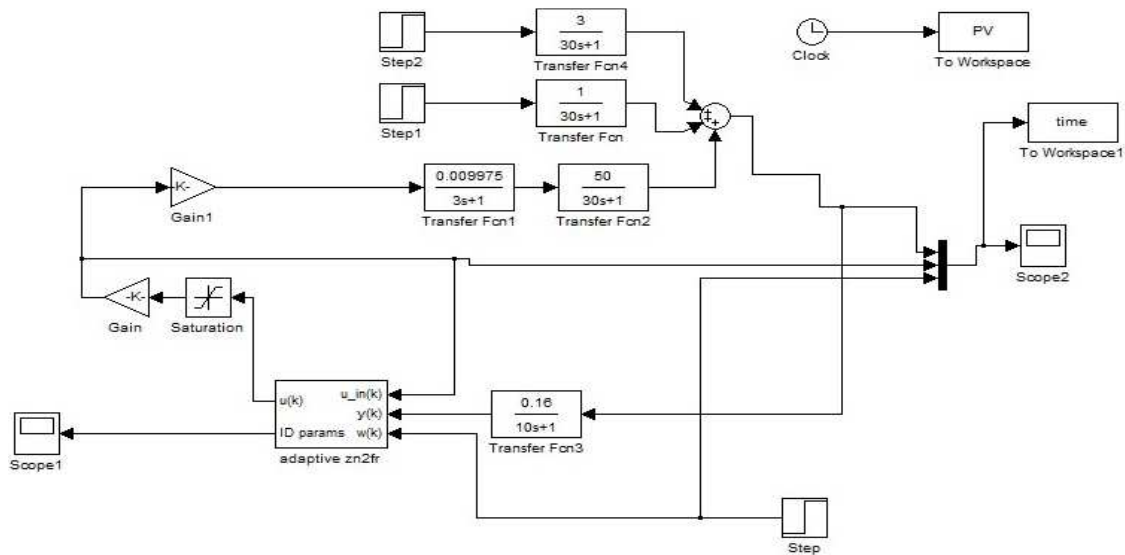 Step2
3
30s+1
Transfer Fcn4
Clock
PV
To Workspace
Step1
1
30s+1
Transfer Fcn
time
To Workspace1
-K-
Gain1
0.009975
3s+1
Transfer Fcn1
50
30s+1
Transfer Fcn2
Scope2
-K-
Gain
Saturation
u(k)
ID params
u_in(k)
y(k)
w(k)
adaptive zn2fr
0.16
10s+1
Transfer Fcn3
Scope1
Step